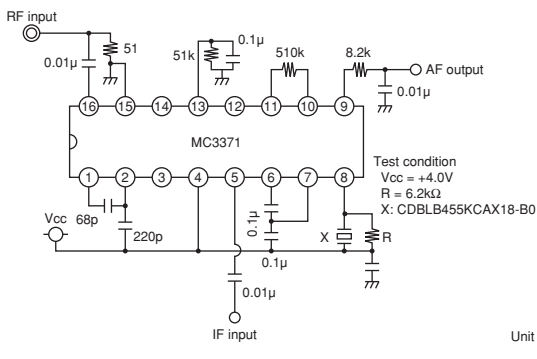 RF input
0.01μ
51
51k
0.1μ
510k
8.2k
AF output
0.01μ
16 15 14 13 12 11 10 9
MC3371
1 2 3 4 5 6 7 8
Test condition
Vcc = +4.0V
R = 6.2kΩ
X: CDBLB455KCAX18-B0
Vcc
68p
220p
0.1μ
0.1μ
X
R
0.01μ
IF input
Unit